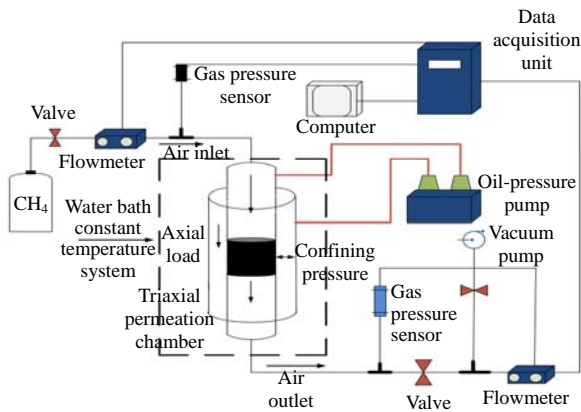 Data
acquisition
unit
Gas pressure
sensor
Valve
Computer
Flowmeter
Air inlet
Oil-pressure
pump
CH4
Water bath
constant
temperature
system
Axial
load
Vacuum
pump
Confining
pressure
Gas
pressure
sensor
Triaxial
permeation
chamber
Air
outlet
Valve
Flowmeter